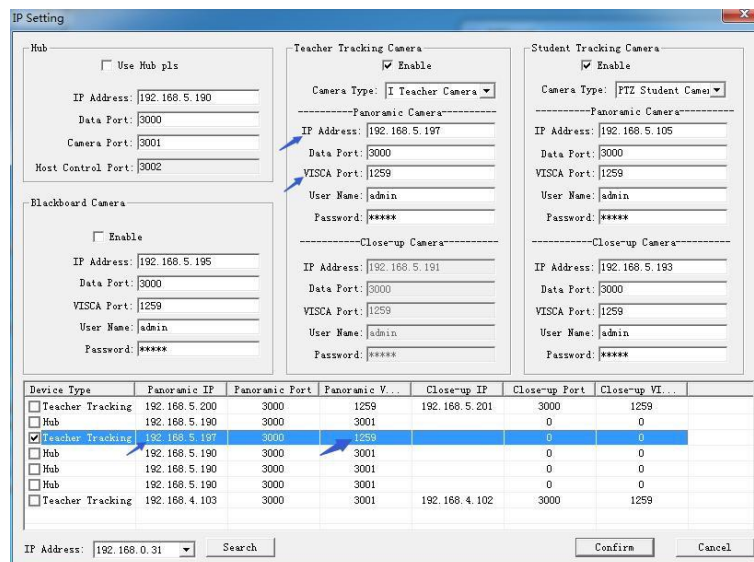 IP Setting
Hub
Use Hub pls
IP Address: 192.168.5.190
Data Port: 3000
Camera Port: 3001
Host Control Port: 3002
Blackboard Camera
Enable
IP Address: 192.168.5.195
Data Port: 3000
VISCA Port: 1259
User Name: admin
Password: *****
Teacher Tracking Camera
Enable
Camera Type: I Teacher Camera
----------Panoramic Camera----------
IP Address: 192.168.5.197
Data Port: 3000
VISCA Port: 1259
User Name: admin
Password: *****
----------Close-up Camera----------
IP Address: 192.168.5.191
Data Port: 3000
VISCA Port: 1259
User Name: admin
Password: *****
Student Tracking Camera
Enable
Camera Type: PTZ Student Camer
----------Panoramic Camera----------
IP Address: 192.168.5.105
Data Port: 3000
VISCA Port: 1259
User Name: admin
Password: *****
----------Close-up Camera----------
IP Address: 192.168.5.193
Data Port: 3000
VISCA Port: 1259
User Name: admin
Password: *****
Device Type Panoramic IP Panoramic Port Panoramic V... Close-up IP Close-up Port Close-up VI...
Teacher Tracking 192.168.5.200 3000 1259 192.168.5.201 3000 1259
Hub 192.168.5.190 3000 3001 0 0
Teacher Tracking 192.168.5.197 3000 1259 0 0
Hub 192.168.5.190 3000 3001 0 0
Hub 192.168.5.190 3000 3001 0 0
Hub 192.168.5.190 3000 3001 0 0
Teacher Tracking 192.168.4.103 3000 3001 192.168.4.102 3000 1259
IP Address: 192.168.0.31 Search Confirm Cancel